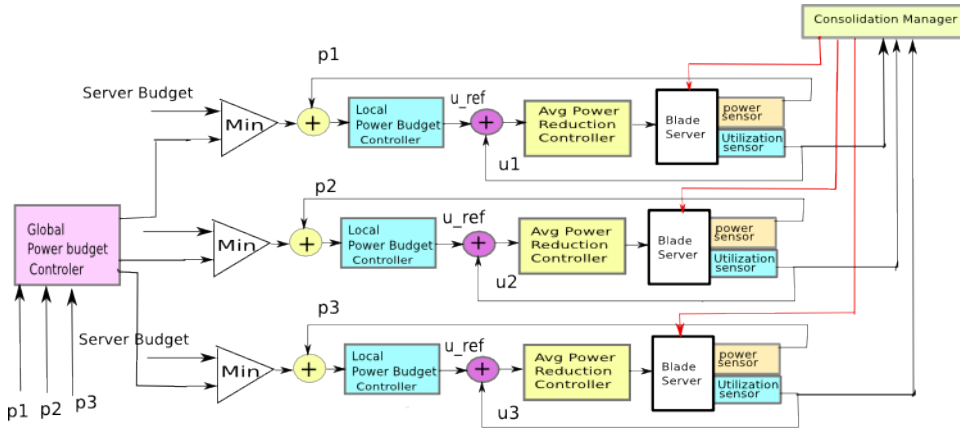 Consolidation Manager
p1
Server Budget
Min
+
Local
Power Budget
Controller
u_ref
+
Avg Power
Reduction
Controller
Blade
Server
power
sensor
Utilization
sensor
u1
p2
Global
Power budget
Controler
Min
+
Local
Power Budget
Controller
u_ref
+
Avg Power
Reduction
Controller
Blade
Server
power
sensor
Utilization
sensor
u2
p3
Server Budget
Min
+
Local
Power Budget
Controller
u_ref
+
Avg Power
Reduction
Controller
Blade
Server
power
sensor
Utilization
sensor
u3
p1
p2
p3